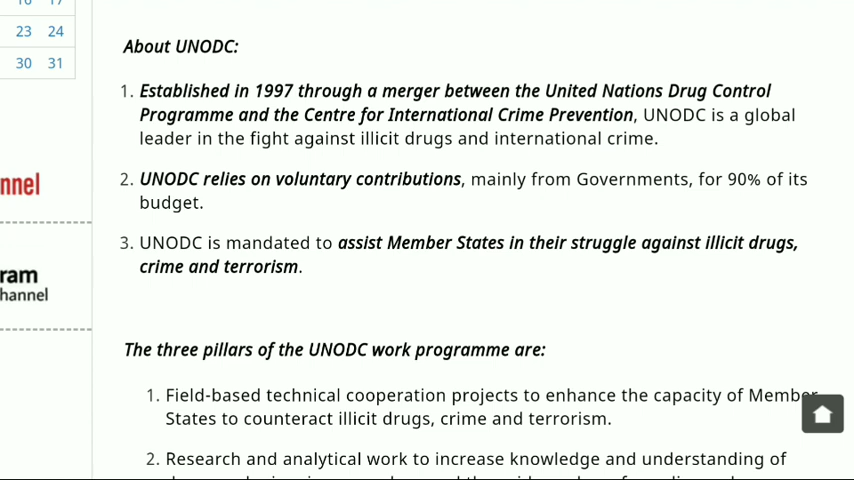 16 17
23 24
30 31
nnel
ram
hannel
About UNODC:
1. Established in 1997 through a merger between the United Nations Drug Control
Programme and the Centre for International Crime Prevention, UNODC is a global
leader in the fight against illicit drugs and international crime.
2. UNODC relies on voluntary contributions, mainly from Governments, for 90% of its
budget.
3. UNODC is mandated to assist Member States in their struggle against illicit drugs,
crime and terrorism.
The three pillars of the UNODC work programme are:
1. Field-based technical cooperation projects to enhance the capacity of Member
States to counteract illicit drugs, crime and terrorism.
2. Research and analytical work to increase knowledge and understanding of